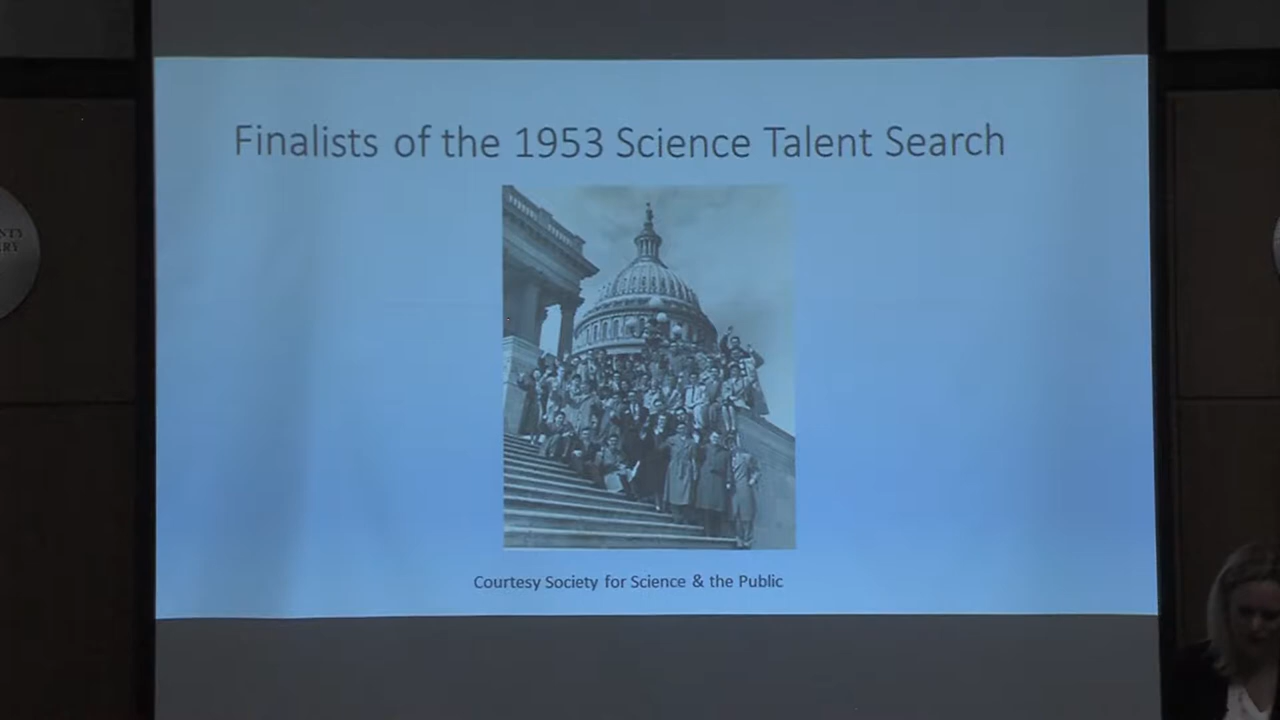 Finalists of the 1953 Science Talent Search
Courtesy Society for Science & the Public